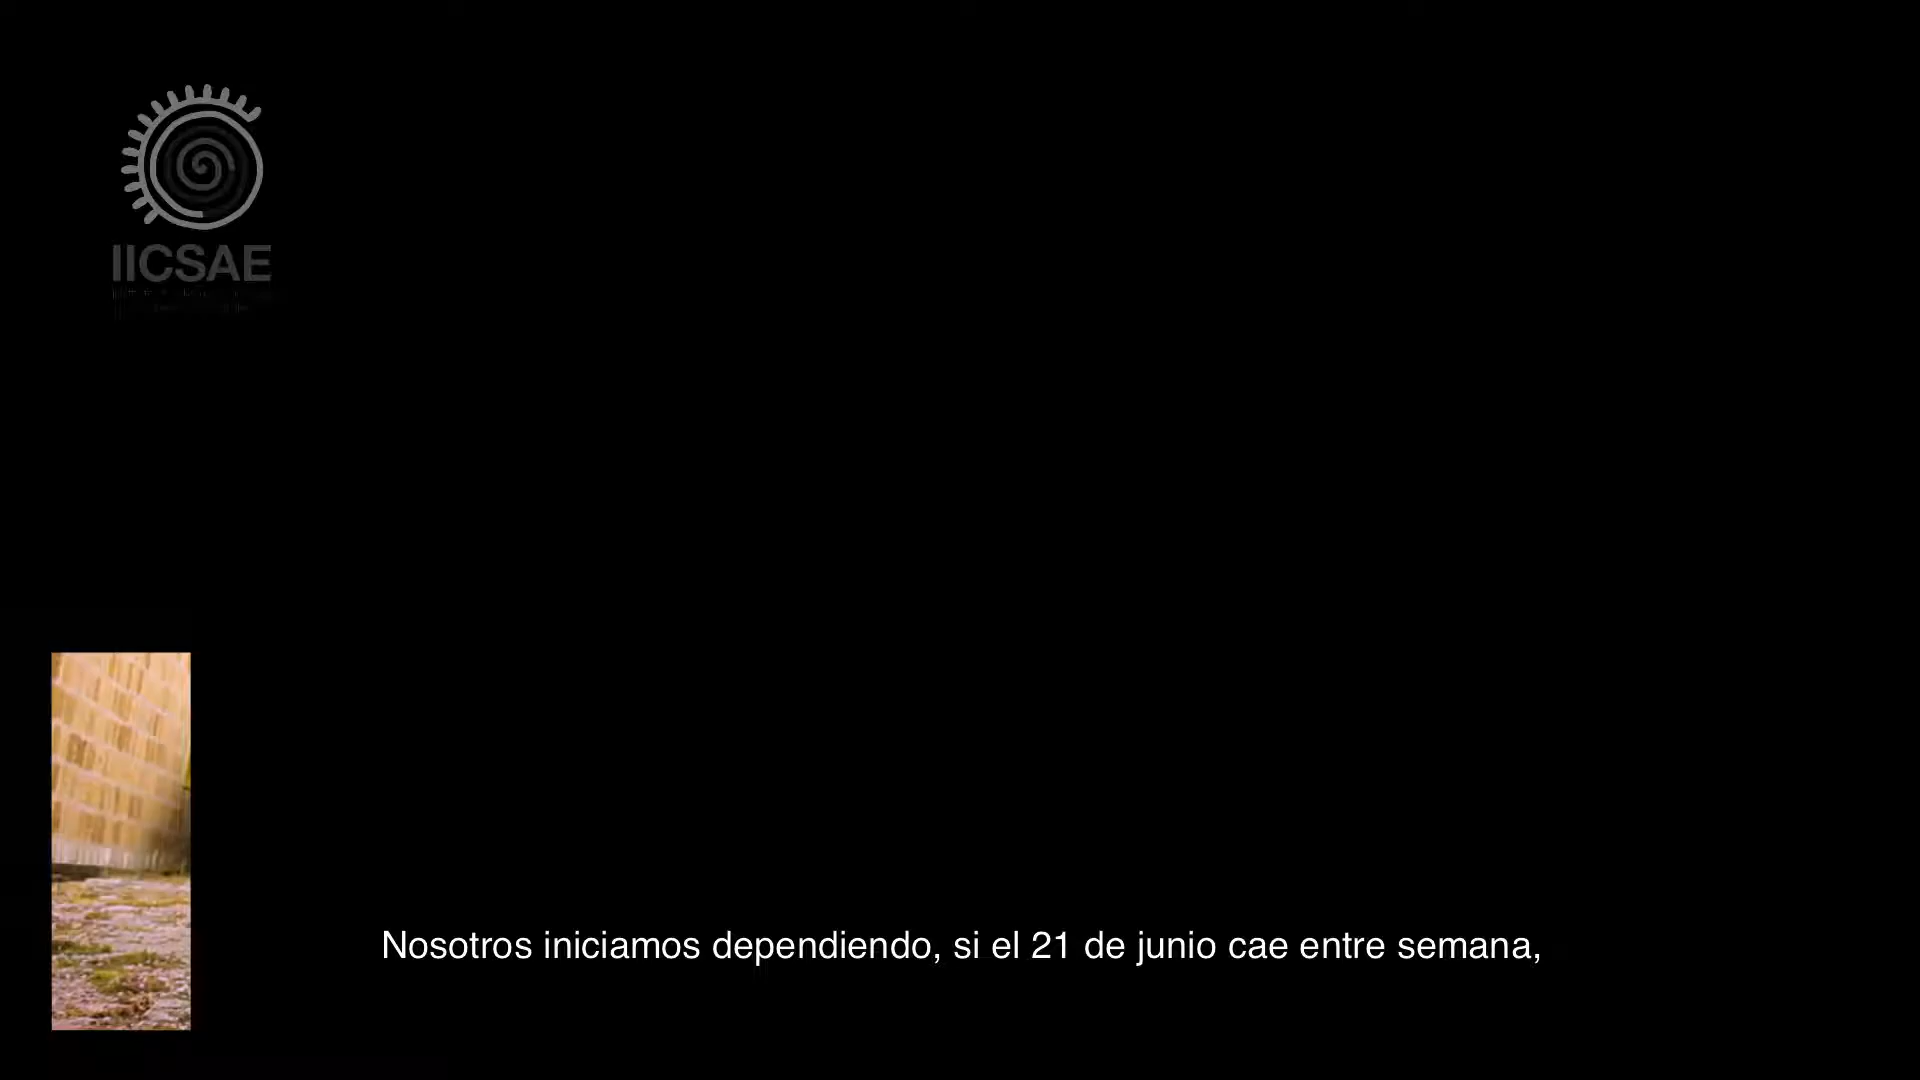 IICSAE
Nosotros iniciamos dependiendo, si el 21 de junio cae entre semana,